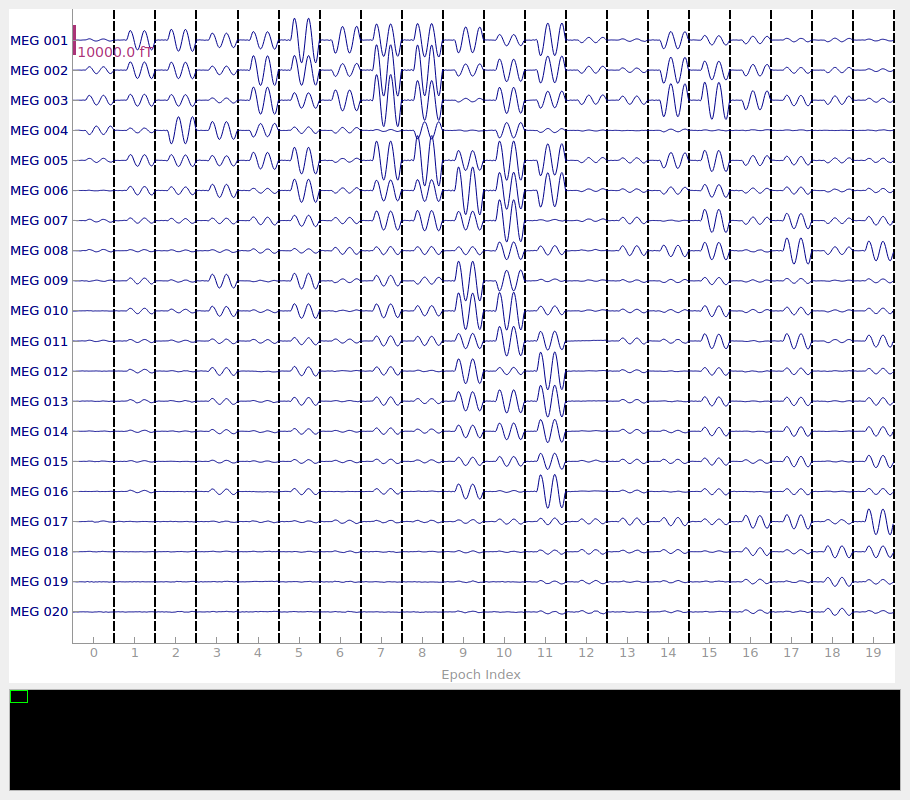 MEG 001
10000.0 fT
MEG 002
MEG 003
MEG 004
MEG 005
MEG 006
MEG 007
MEG 008
MEG 009
MEG 010
MEG 011
MEG 012
MEG 013
MEG 014
MEG 015
MEG 016
MEG 017
MEG 018
MEG 019
MEG 020
0 1 2 3 4 5 6 7 8 9 10 11 12 13 14 15 16 17 18 19
Epoch Index